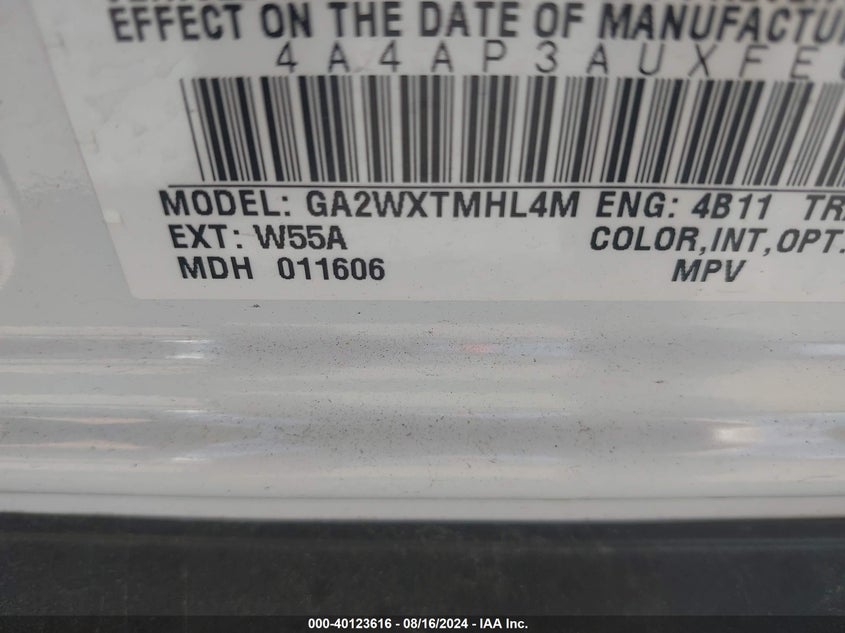 EFFECT ON THE DATE OF MANUFACTU
4A4AP3AUXFE
MODEL: GA2WXTMHL4M ENG: 4B11 TR
EXT: W55A COLOR,INT,OPT.
MDH 011606 MPV
000-40123616 - 08/16/2024 - IAA Inc.